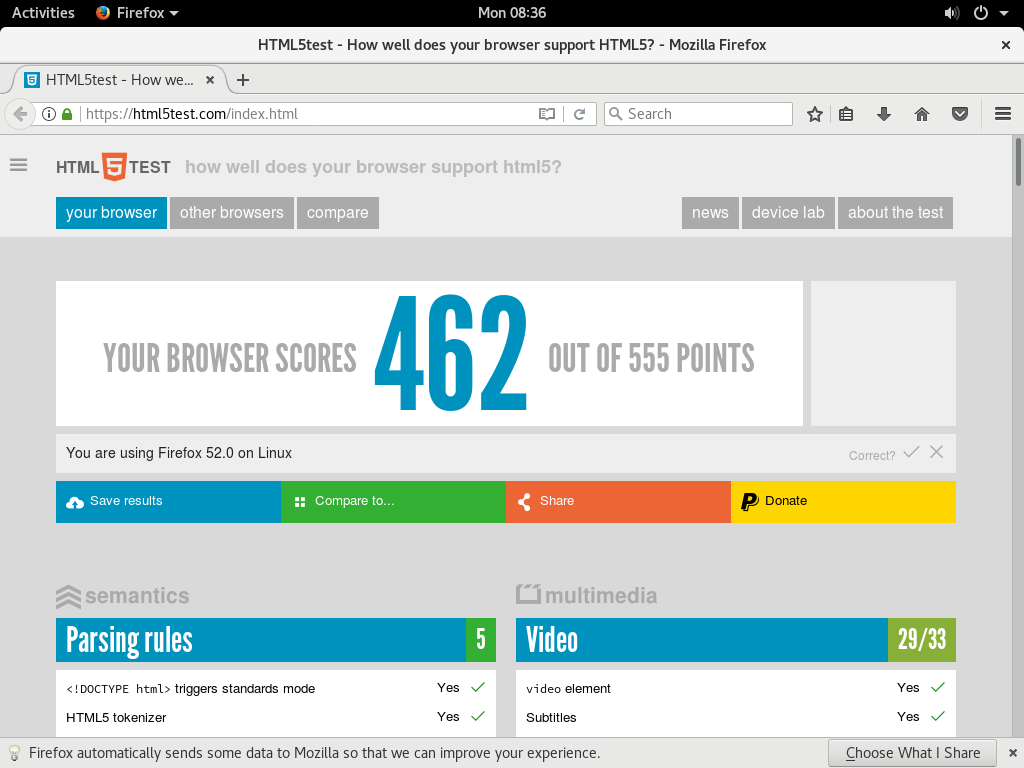 Activities Firefox Mon 08:36
HTML5test - How well does your browser support HTML5? - Mozilla Firefox
HTML5test - How we...
https://html5test.com/index.html Search
HTML 5 TEST how well does your browser support html5?
your browser other browsers compare news device lab about the test
YOUR BROWSER SCORES 462 OUT OF 555 POINTS
You are using Firefox 52.0 on Linux Correct?
Save results Compare to... Share Donate
semantics multimedia
Parsing rules 5 Video 29/33
<!DOCTYPE html> triggers standards mode Yes video element Yes
HTML5 tokenizer Yes Subtitles Yes
Firefox automatically sends some data to Mozilla so that we can improve your experience. Choose What I Share